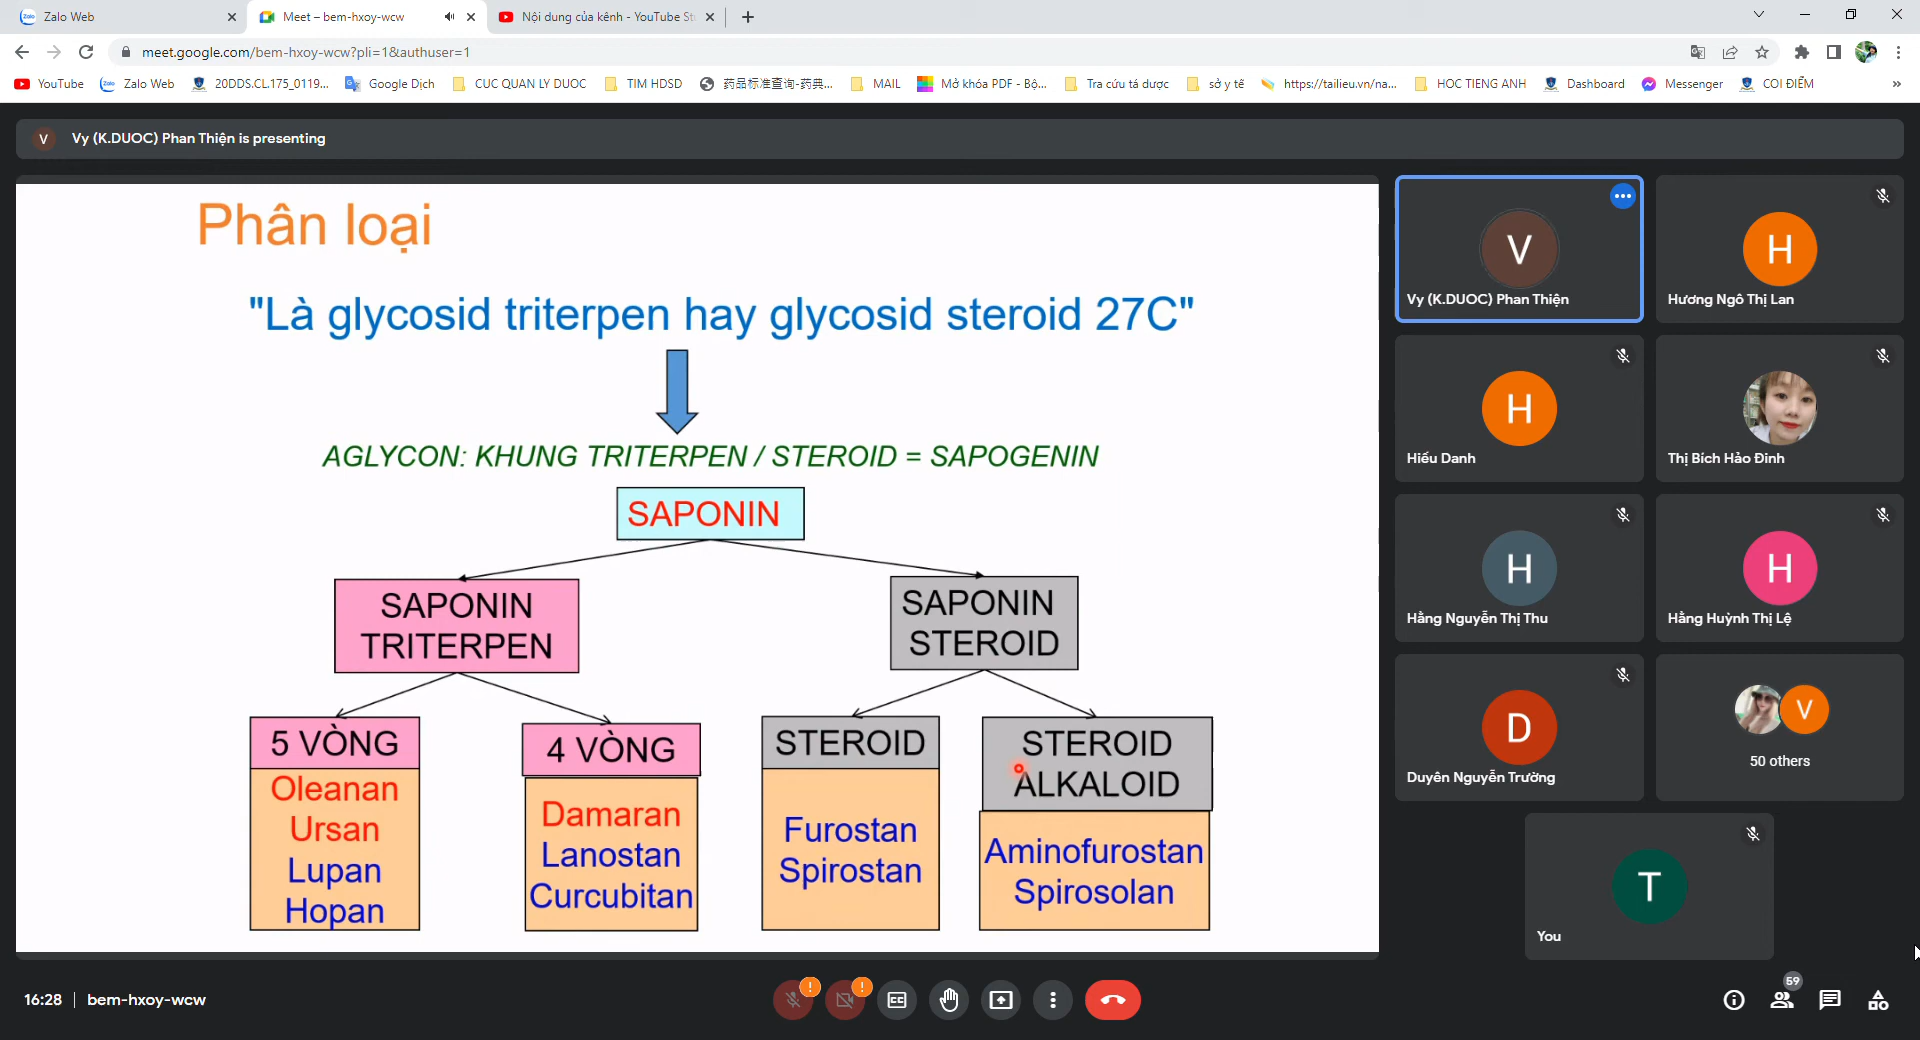 Zalo Web
Meet – bem-hxoy-wcw
Nội dung của kênh - YouTube St
meet.google.com/bem-hxoy-wcw?pli=1&authuser=1
YouTube
Zalo Web
20DDS.CL.175_0119...
Google Dịch
CUC QUAN LY DUOC
TIM HDSD
药品标准查询-药典...
MAIL
Mở khóa PDF - Bộ...
Tra cứu tá dược
sở y tế
https://tailieu.vn/na...
HOC TIENG ANH
Dashboard
Messenger
COI ĐIỂM
»
V
Vy (K.DUOC) Phan Thiện is presenting
Phân loại
"Là glycosid triterpen hay glycosid steroid 27C"
AGLYCON: KHUNG TRITERPEN / STEROID = SAPOGENIN
SAPONIN
SAPONIN
TRITERPEN
SAPONIN
STEROID
5 VÒNG
Oleanan
Ursan
Lupan
Hopan
4 VÒNG
Damaran
Lanostan
Curcubitan
STEROID
Furostan
Spirostan
STEROID
ALKALOID
Aminofurostan
Spirosolan
V
Vy (K.DUOC) Phan Thiện
H
Hương Ngô Thị Lan
H
Hiếu Danh
Thị Bích Hảo Đinh
H
Hằng Nguyễn Thị Thu
H
Hằng Huỳnh Thị Lệ
D
Duyên Nguyễn Trường
V
50 others
T
You
16:28 | bem-hxoy-wcw
!
!
CC
59